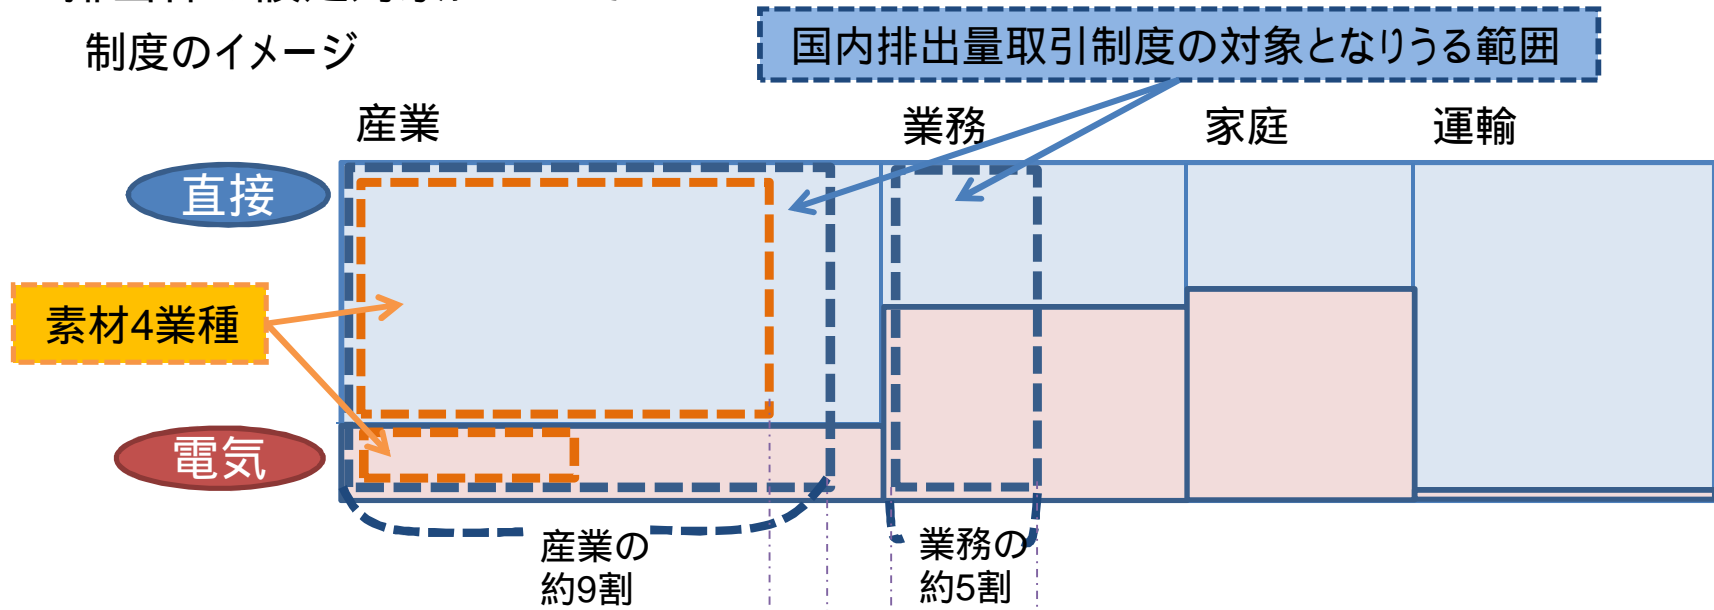 制度のイメージ
国内排出量取引制度の対象となりうる範囲
産業
業務
家庭
運輸
直接
素材4業種
電気
産業の
約9割
業務の
約5割